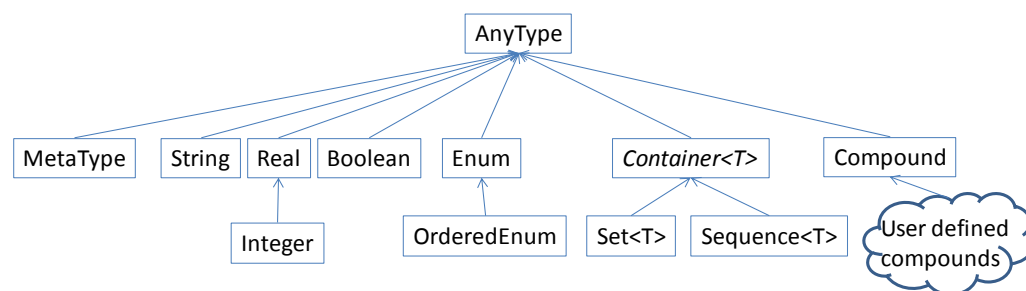 AnyType
MetaType
String
Real
Boolean
Enum
Container<T>
Compound
Integer
OrderedEnum
Set<T>
Sequence<T>
User defined
compounds